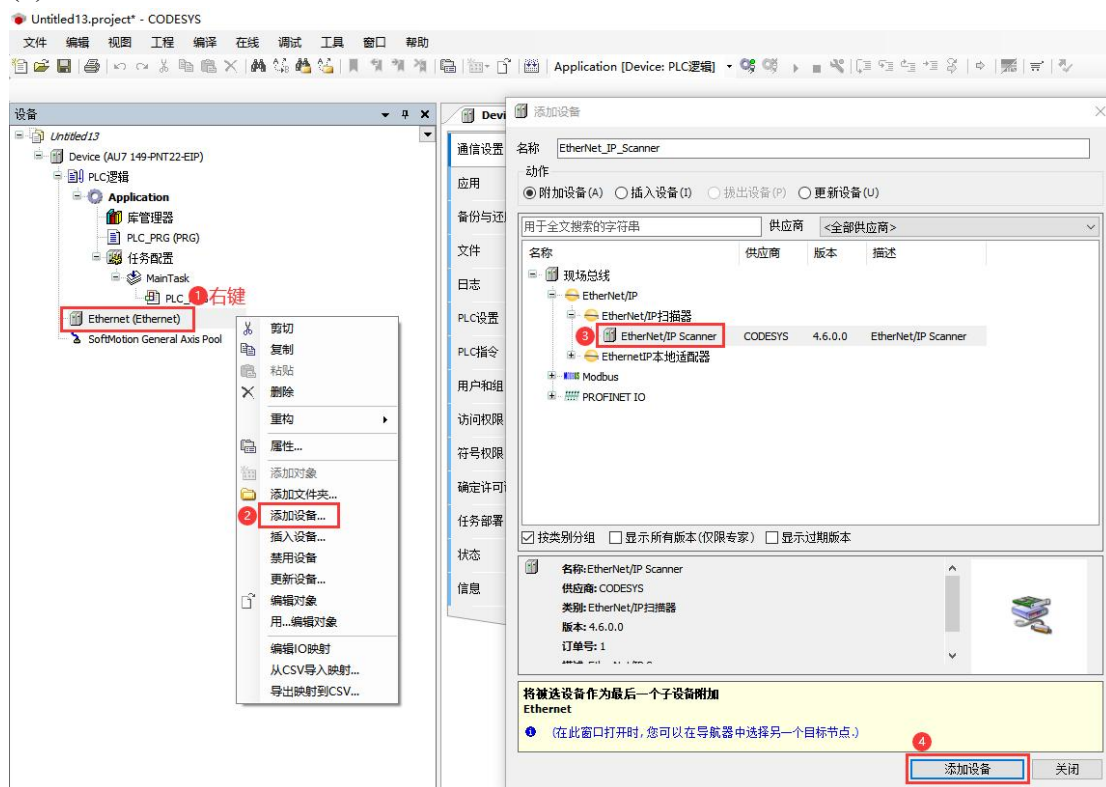 Untitled13.project* - CODESYS
文件 编辑 视图 工程 编译 在线 调试 工具 窗口 帮助
Application [Device: PLC逻辑]
设备
Untitled13
Device (AU7 149-PNT22-EIP)
PLC逻辑
Application
库管理器
PLC_PRG (PRG)
任务配置
MainTask
PLC_
1 右键
Ethernet (Ethernet)
SoftMotion General Axis Pool
剪切
复制
粘贴
删除
重构
属性...
添加对象
添加文件夹...
2 添加设备...
插入设备...
禁用设备
更新设备...
编辑对象
用...编辑对象
编辑IO映射
从CSV导入映射...
导出映射到CSV...
Devi
通信设置
应用
备份与还
文件
日志
PLC设置
PLC指令
用户和组
访问权限
符号权限
确定许可
任务部署
状态
信息
添加设备
名称 EtherNet_IP_Scanner
动作
附加设备(A) 插入设备(I) 拔出设备(P) 更新设备(U)
用于全文搜索的字符串 供应商 <全部供应商>
名称 供应商 版本 描述
现场总线
EtherNet/IP
EtherNet/IP扫描器
3 EtherNet/IP Scanner CODESYS 4.6.0.0 EtherNet/IP Scanner
EthernetIP本地适配器
Modbus
PROFINET IO
按类别分组 显示所有版本(仅限专家) 显示过期版本
名称:EtherNet/IP Scanner
供应商: CODESYS
类别: EtherNet/IP扫描器
版本: 4.6.0.0
订单号: 1
将被选设备作为最后一个子设备附加
Ethernet
(在此窗口打开时,您可以在导航器中选择另一个目标节点.)
4
添加设备 关闭